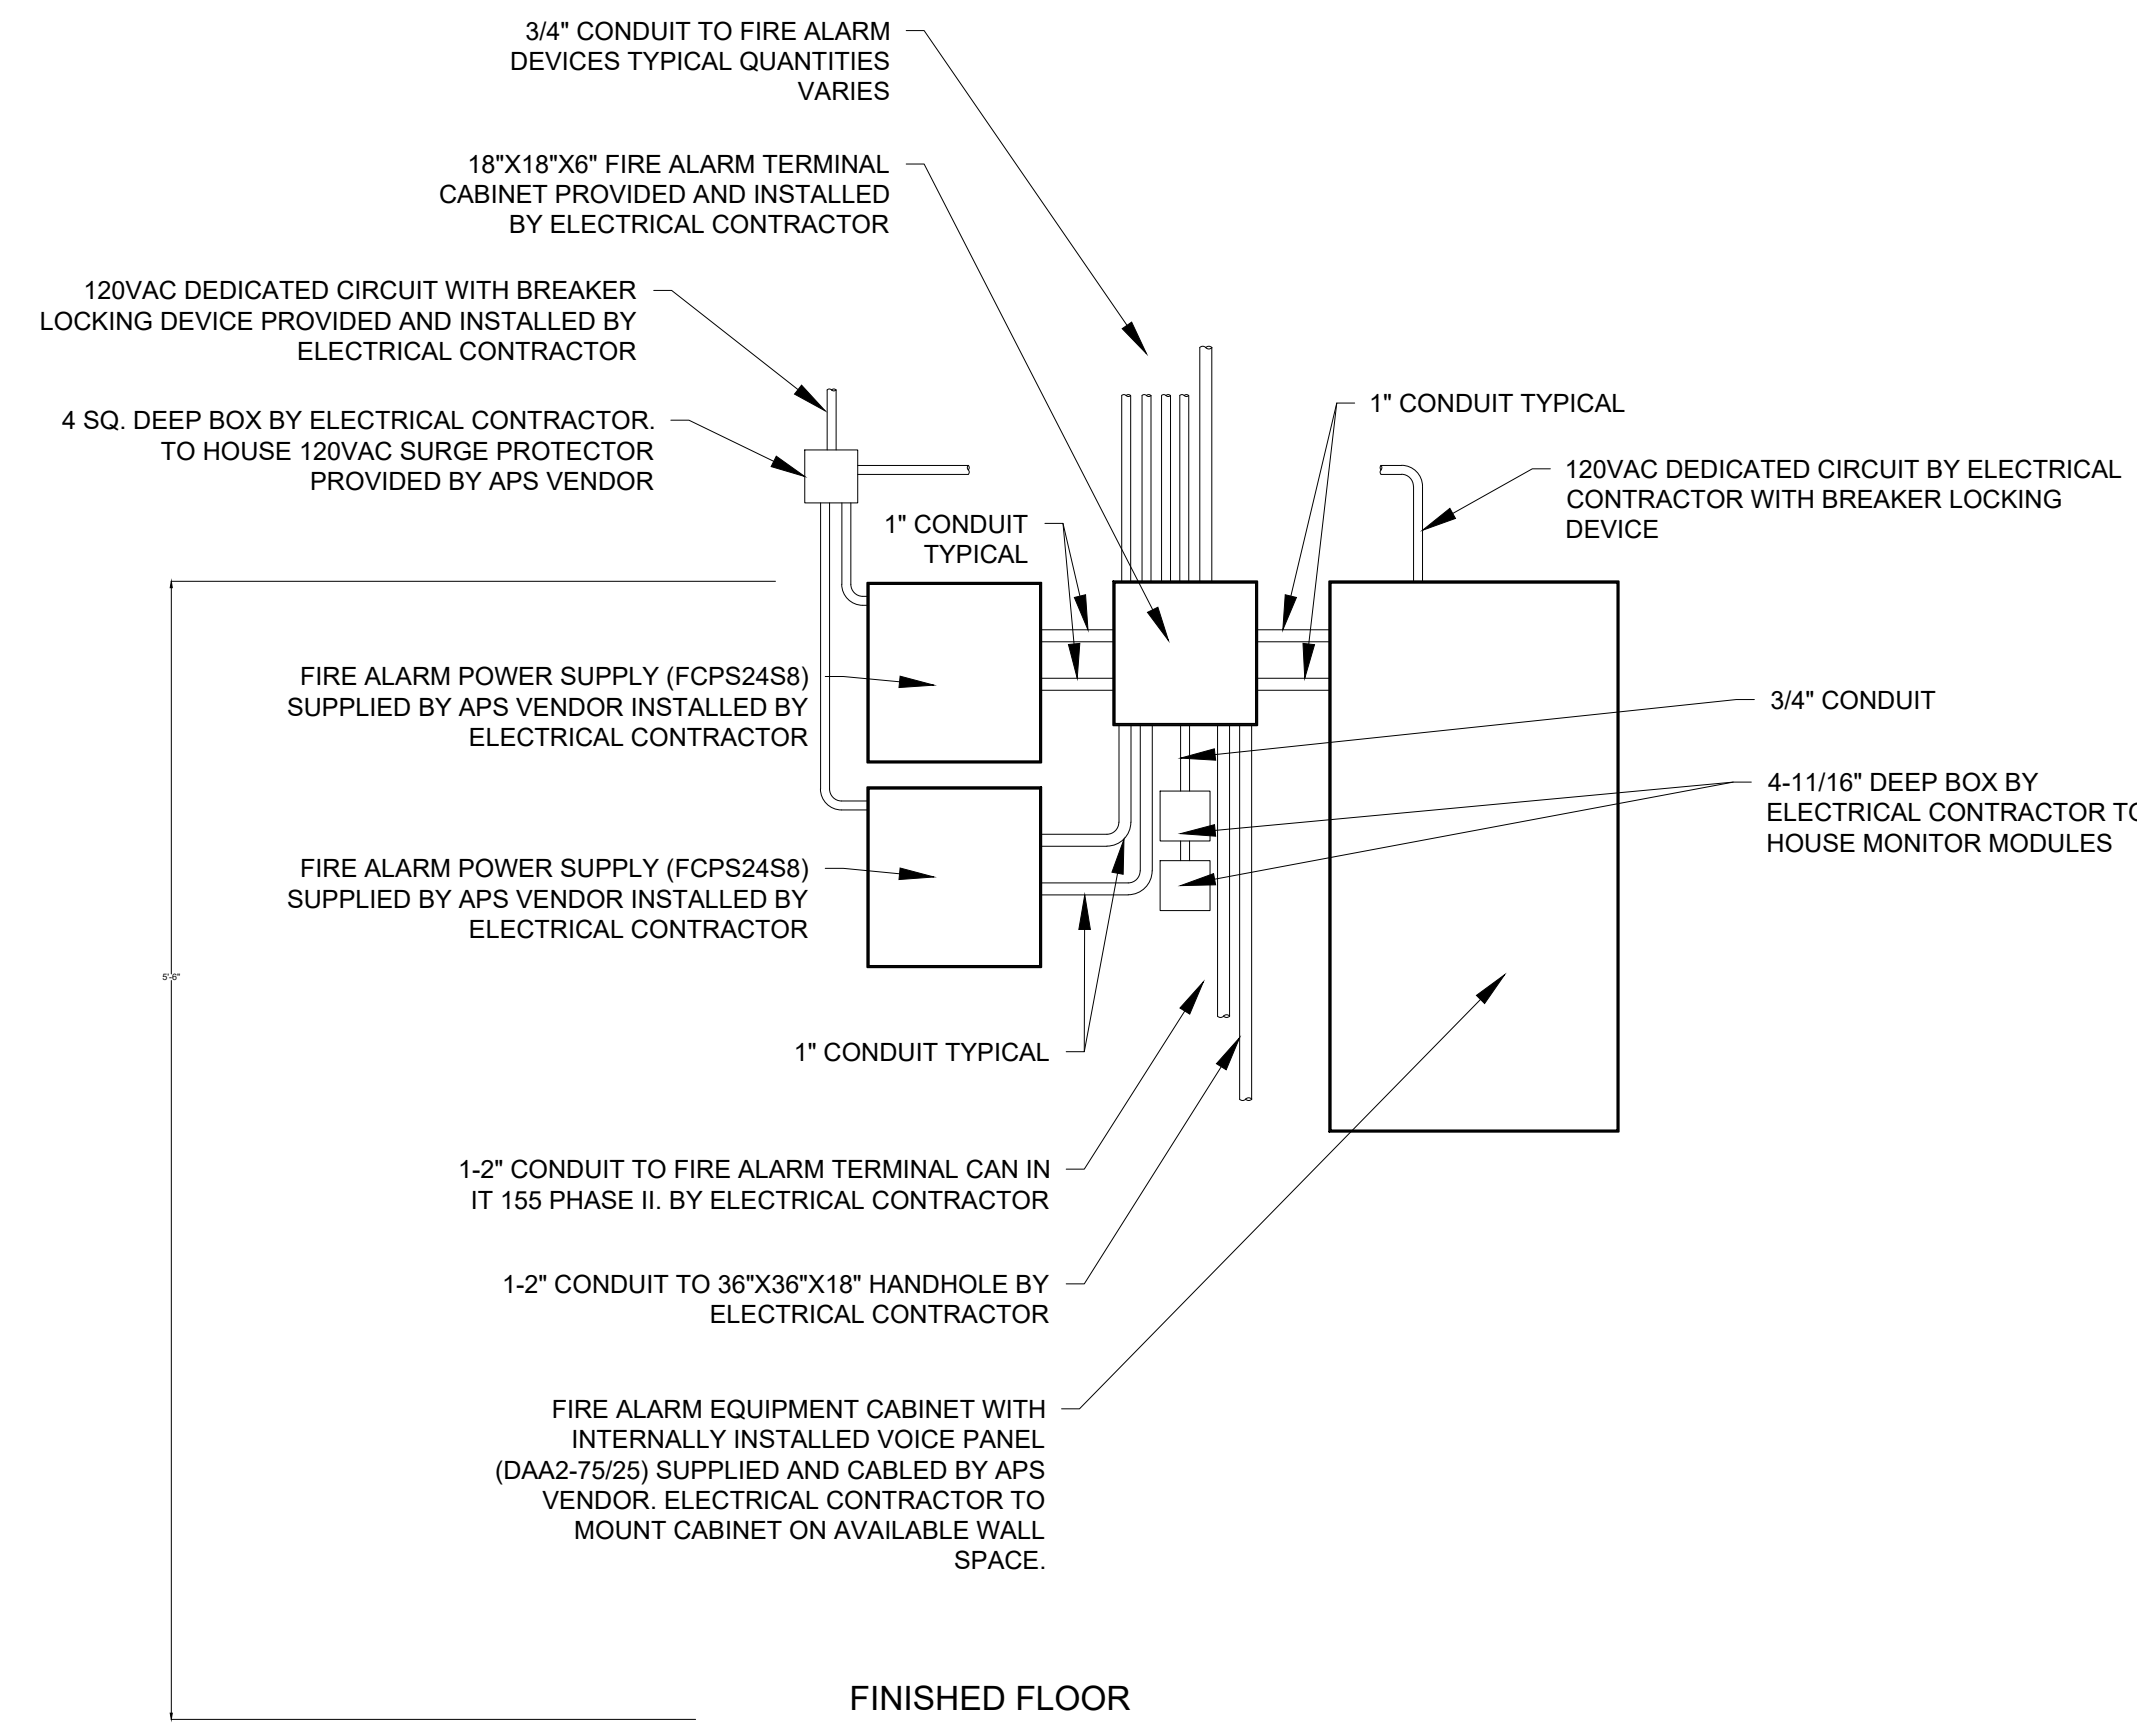 3/4" CONDUIT TO FIRE ALARM
DEVICES TYPICAL QUANTITIES
VARIES
18"X18"X6" FIRE ALARM TERMINAL
CABINET PROVIDED AND INSTALLED
BY ELECTRICAL CONTRACTOR
120VAC DEDICATED CIRCUIT WITH BREAKER
LOCKING DEVICE PROVIDED AND INSTALLED BY
ELECTRICAL CONTRACTOR
4 SQ. DEEP BOX BY ELECTRICAL CONTRACTOR.
TO HOUSE 120VAC SURGE PROTECTOR
PROVIDED BY APS VENDOR
1" CONDUIT TYPICAL
120VAC DEDICATED CIRCUIT BY ELECTRICAL
CONTRACTOR WITH BREAKER LOCKING
DEVICE
1" CONDUIT
TYPICAL
FIRE ALARM POWER SUPPLY (FCPS24S8)
SUPPLIED BY APS VENDOR INSTALLED BY
ELECTRICAL CONTRACTOR
3/4" CONDUIT
4-11/16" DEEP BOX BY
ELECTRICAL CONTRACTOR TO
HOUSE MONITOR MODULES
FIRE ALARM POWER SUPPLY (FCPS24S8)
SUPPLIED BY APS VENDOR INSTALLED BY
ELECTRICAL CONTRACTOR
5'-6"
1" CONDUIT TYPICAL
1-2" CONDUIT TO FIRE ALARM TERMINAL CAN IN
IT 155 PHASE II. BY ELECTRICAL CONTRACTOR
1-2" CONDUIT TO 36"X36"X18" HANDHOLE BY
ELECTRICAL CONTRACTOR
FIRE ALARM EQUIPMENT CABINET WITH
INTERNALLY INSTALLED VOICE PANEL
(DAA2-75/25) SUPPLIED AND CABLED BY APS
VENDOR. ELECTRICAL CONTRACTOR TO
MOUNT CABINET ON AVAILABLE WALL
SPACE.
FINISHED FLOOR